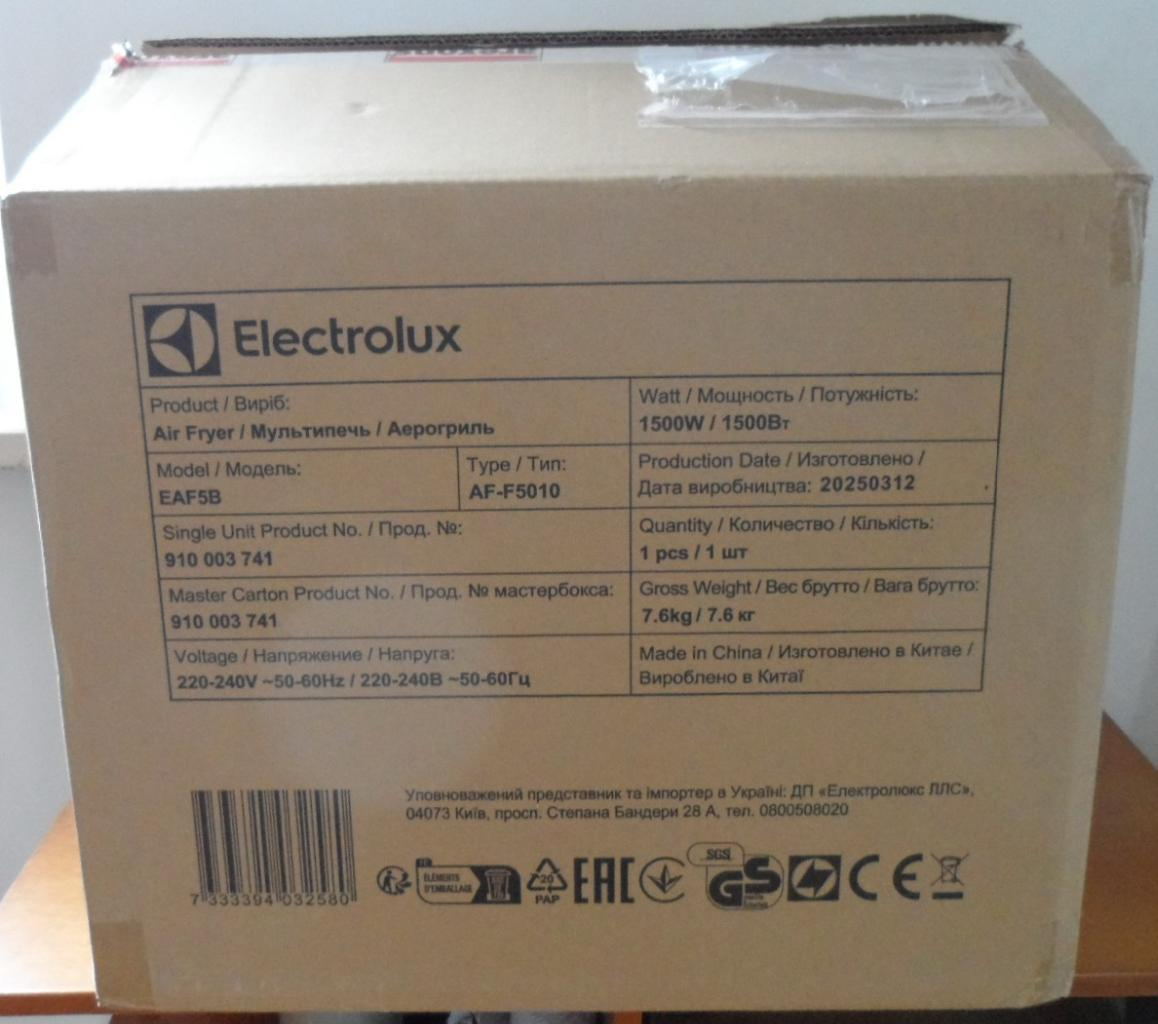 Electrolux
Product / Виріб:
Air Fryer / Мультипечь / Аерогриль
Watt / Мощность / Потужність:
1500W / 1500Вт
Model / Модель:
EAF5B
Type / Тип:
AF-F5010
Production Date / Изготовлено /
Дата виробництва: 20250312
Single Unit Product No. / Прод. №:
910 003 741
Quantity / Количество / Кількість:
1 pcs / 1 шт
Master Carton Product No. / Прод. № мастербокса:
910 003 741
Gross Weight / Вес брутто / Вага брутто:
7.6kg / 7.6 кг
Voltage / Напряжение / Напруга:
220-240V ~50-60Hz / 220-240В ~50-60Гц
Made in China / Изготовлено в Китае /
Вироблено в Китаї
Уповноважений представник та імпортер в Україні: ДП «Електролюкс ЛЛС»,
04073 Київ, просп. Степана Бандери 28 А, тел. 0800508020
7 333394 032580
FR
ÉLÉMENTS
D'EMBALLAGE
20
PAP
EAC
SGS
GS
CE